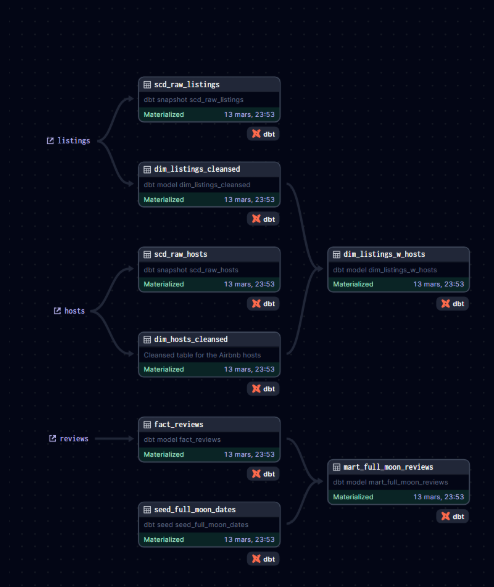 scd_raw_listings
dbt snapshot scd_raw_listings
Materialized 13 mars, 23:53
dbt
listings
dim_listings_cleansed
dbt model dim_listings_cleansed
Materialized 13 mars, 23:53
dbt
scd_raw_hosts
dbt snapshot scd_raw_hosts
Materialized 13 mars, 23:53
dbt
dim_listings_w_hosts
dbt model dim_listings_w_hosts
Materialized 13 mars, 23:53
dbt
hosts
dim_hosts_cleansed
Cleansed table for the Airbnb hosts
Materialized 13 mars, 23:53
dbt
reviews
fact_reviews
dbt model fact_reviews
Materialized 13 mars, 23:53
dbt
mart_full_moon_reviews
dbt model mart_full_moon_reviews
Materialized 13 mars, 23:53
dbt
seed_full_moon_dates
dbt seed seed_full_moon_dates
Materialized 13 mars, 23:53
dbt